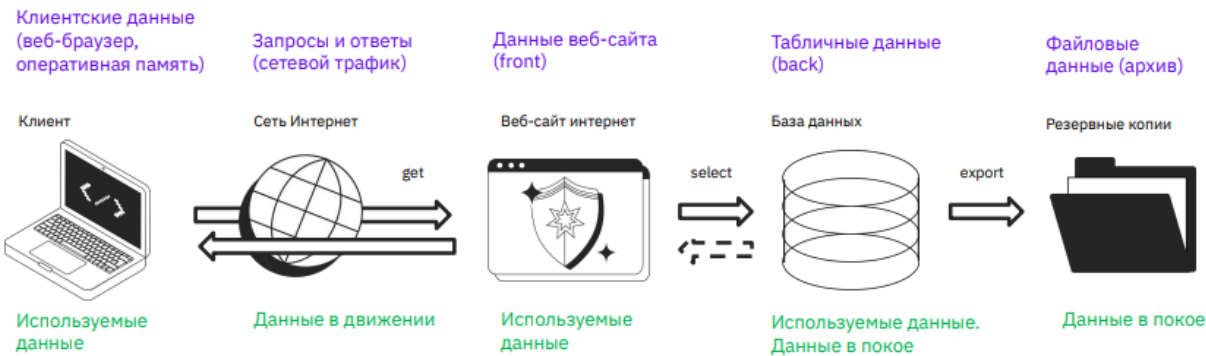 Клиентские данные
(веб-браузер,
оперативная память)
Запросы и ответы
(сетевой трафик)
Данные веб-сайта
(front)
Табличные данные
(back)
Файловые
данные (архив)
Клиент
Сеть Интернет
Веб-сайт интернет
База данных
Резервные копии
</>
get
select
export
Используемые
данные
Данные в движении
Используемые
данные
Используемые данные.
Данные в покое
Данные в покое